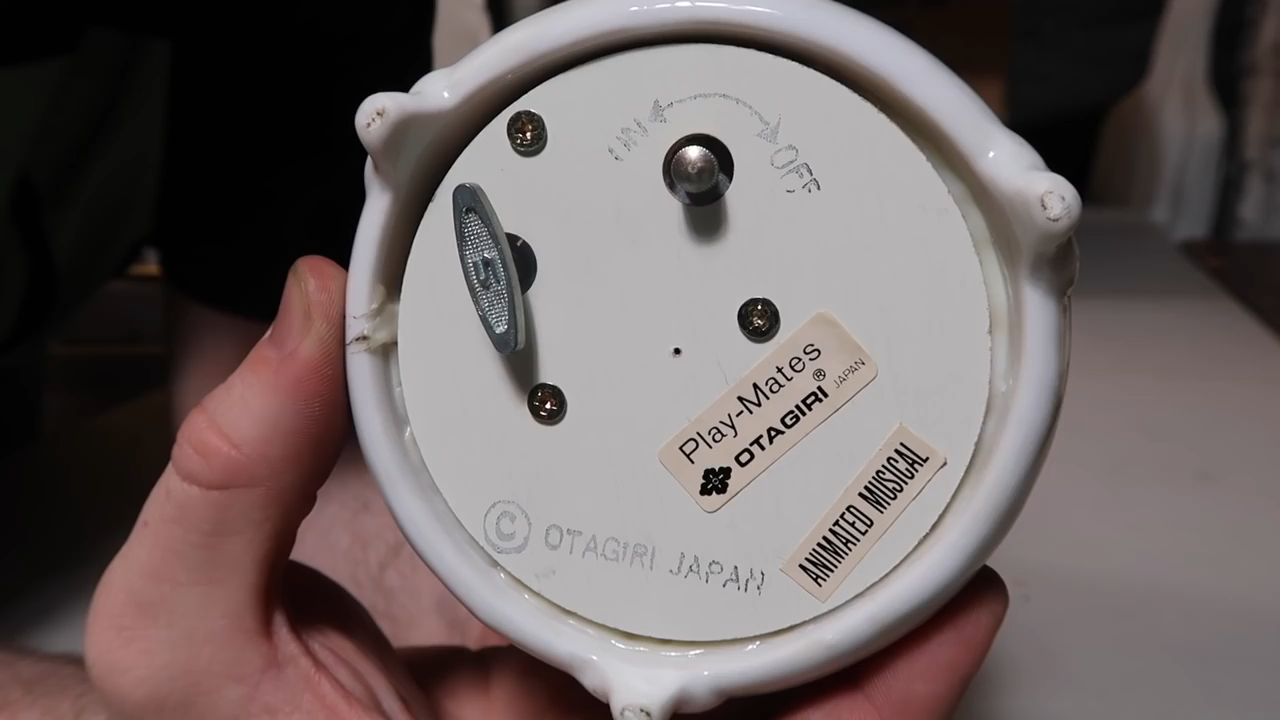 ON
OFF
Play-Mates
OTAGIRI® JAPAN
ANIMATED MUSICAL
© OTAGIRI JAPAN